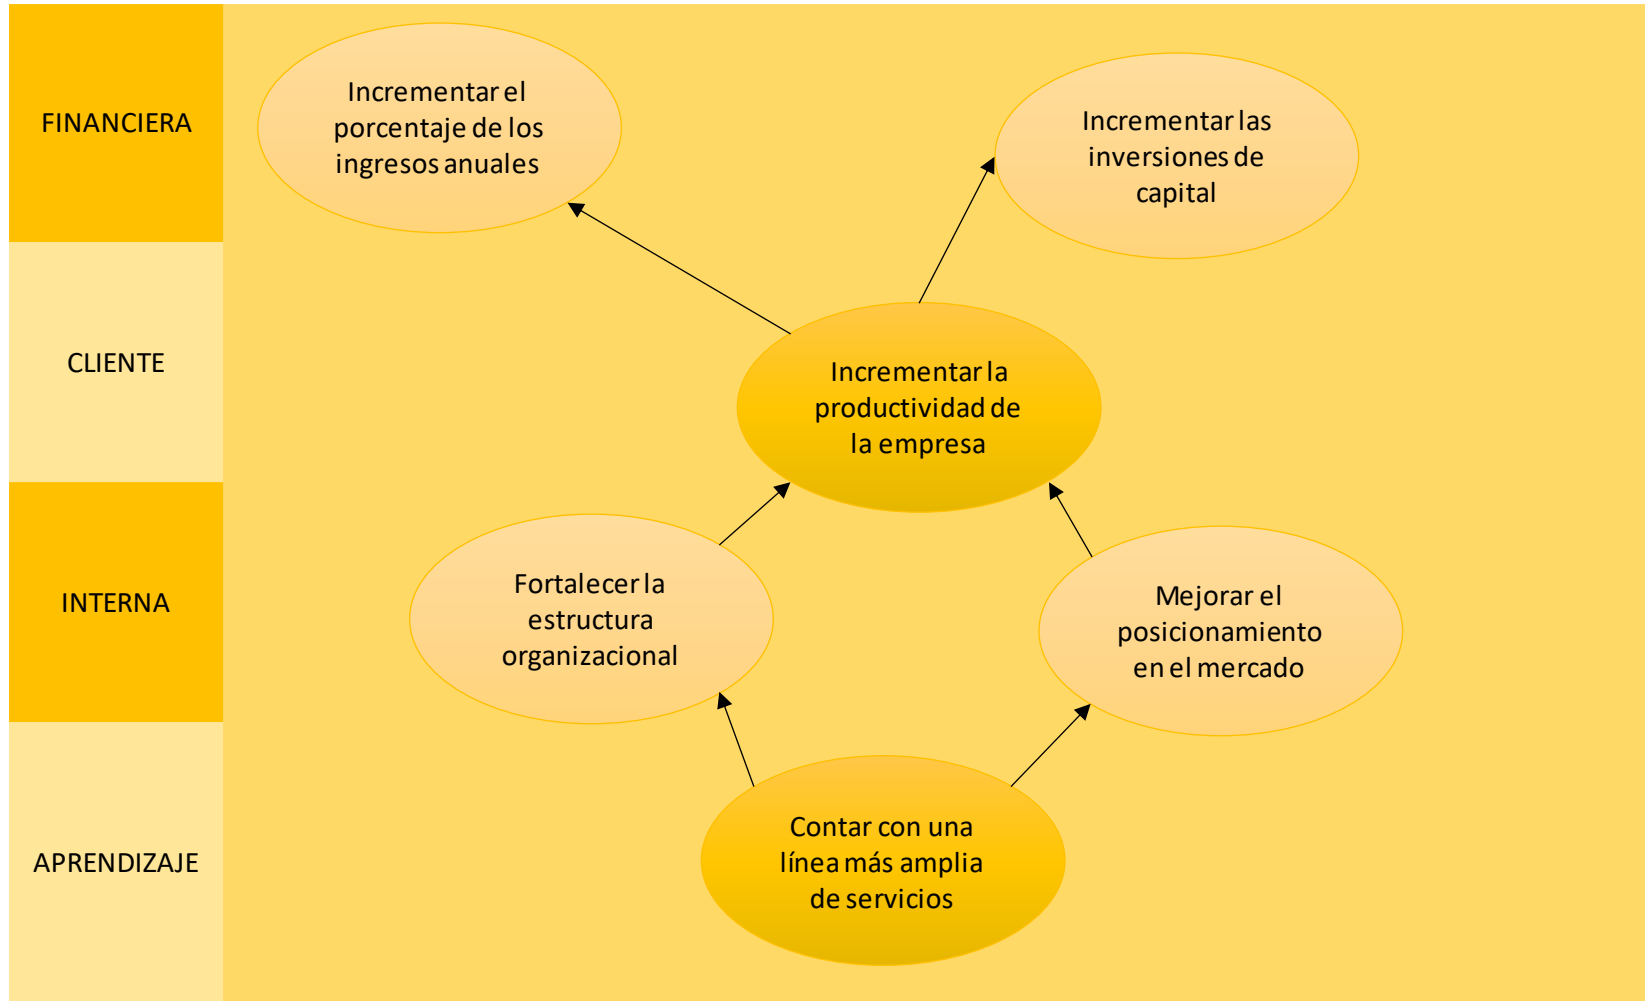 FINANCIERA
Incrementar el
porcentaje de los
ingresos anuales
Incrementar las
inversiones de
capital
CLIENTE
Incrementar la
productividad de
la empresa
INTERNA
Fortalecer la
estructura
organizacional
Mejorar el
posicionamiento
en el mercado
APRENDIZAJE
Contar con una
línea más amplia
de servicios